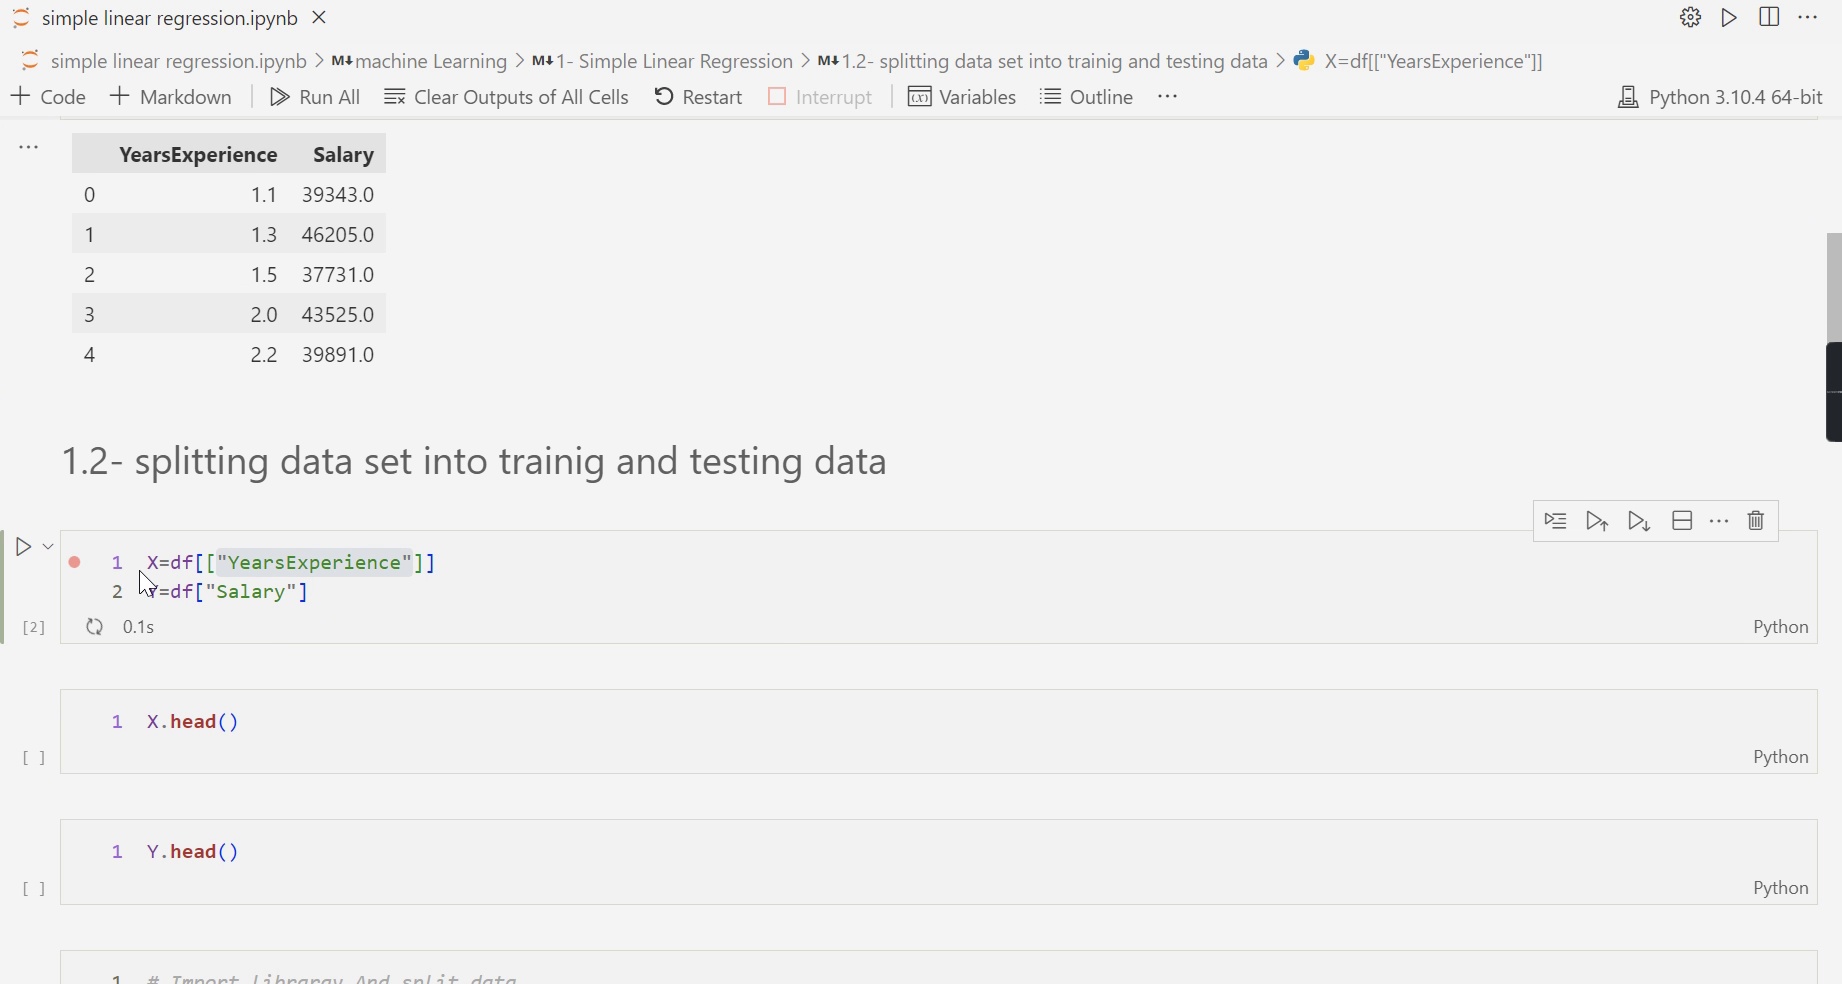 simple linear regression.ipynb
simple linear regression.ipynb > M↓ machine Learning > M↓ 1- Simple Linear Regression > M↓ 1.2- splitting data set into trainig and testing data > X=df[["YearsExperience"]]
+ Code + Markdown Run All Clear Outputs of All Cells Restart Interrupt Variables Outline ... Python 3.10.4 64-bit
YearsExperience Salary
0 1.1 39343.0
1 1.3 46205.0
2 1.5 37731.0
3 2.0 43525.0
4 2.2 39891.0
1.2- splitting data set into trainig and testing data
1 X=df[["YearsExperience"]]
2 Y=df["Salary"]
[2] 0.1s Python
1 X.head()
[ ] Python
1 Y.head()
[ ] Python
1 # Import libraray And split data